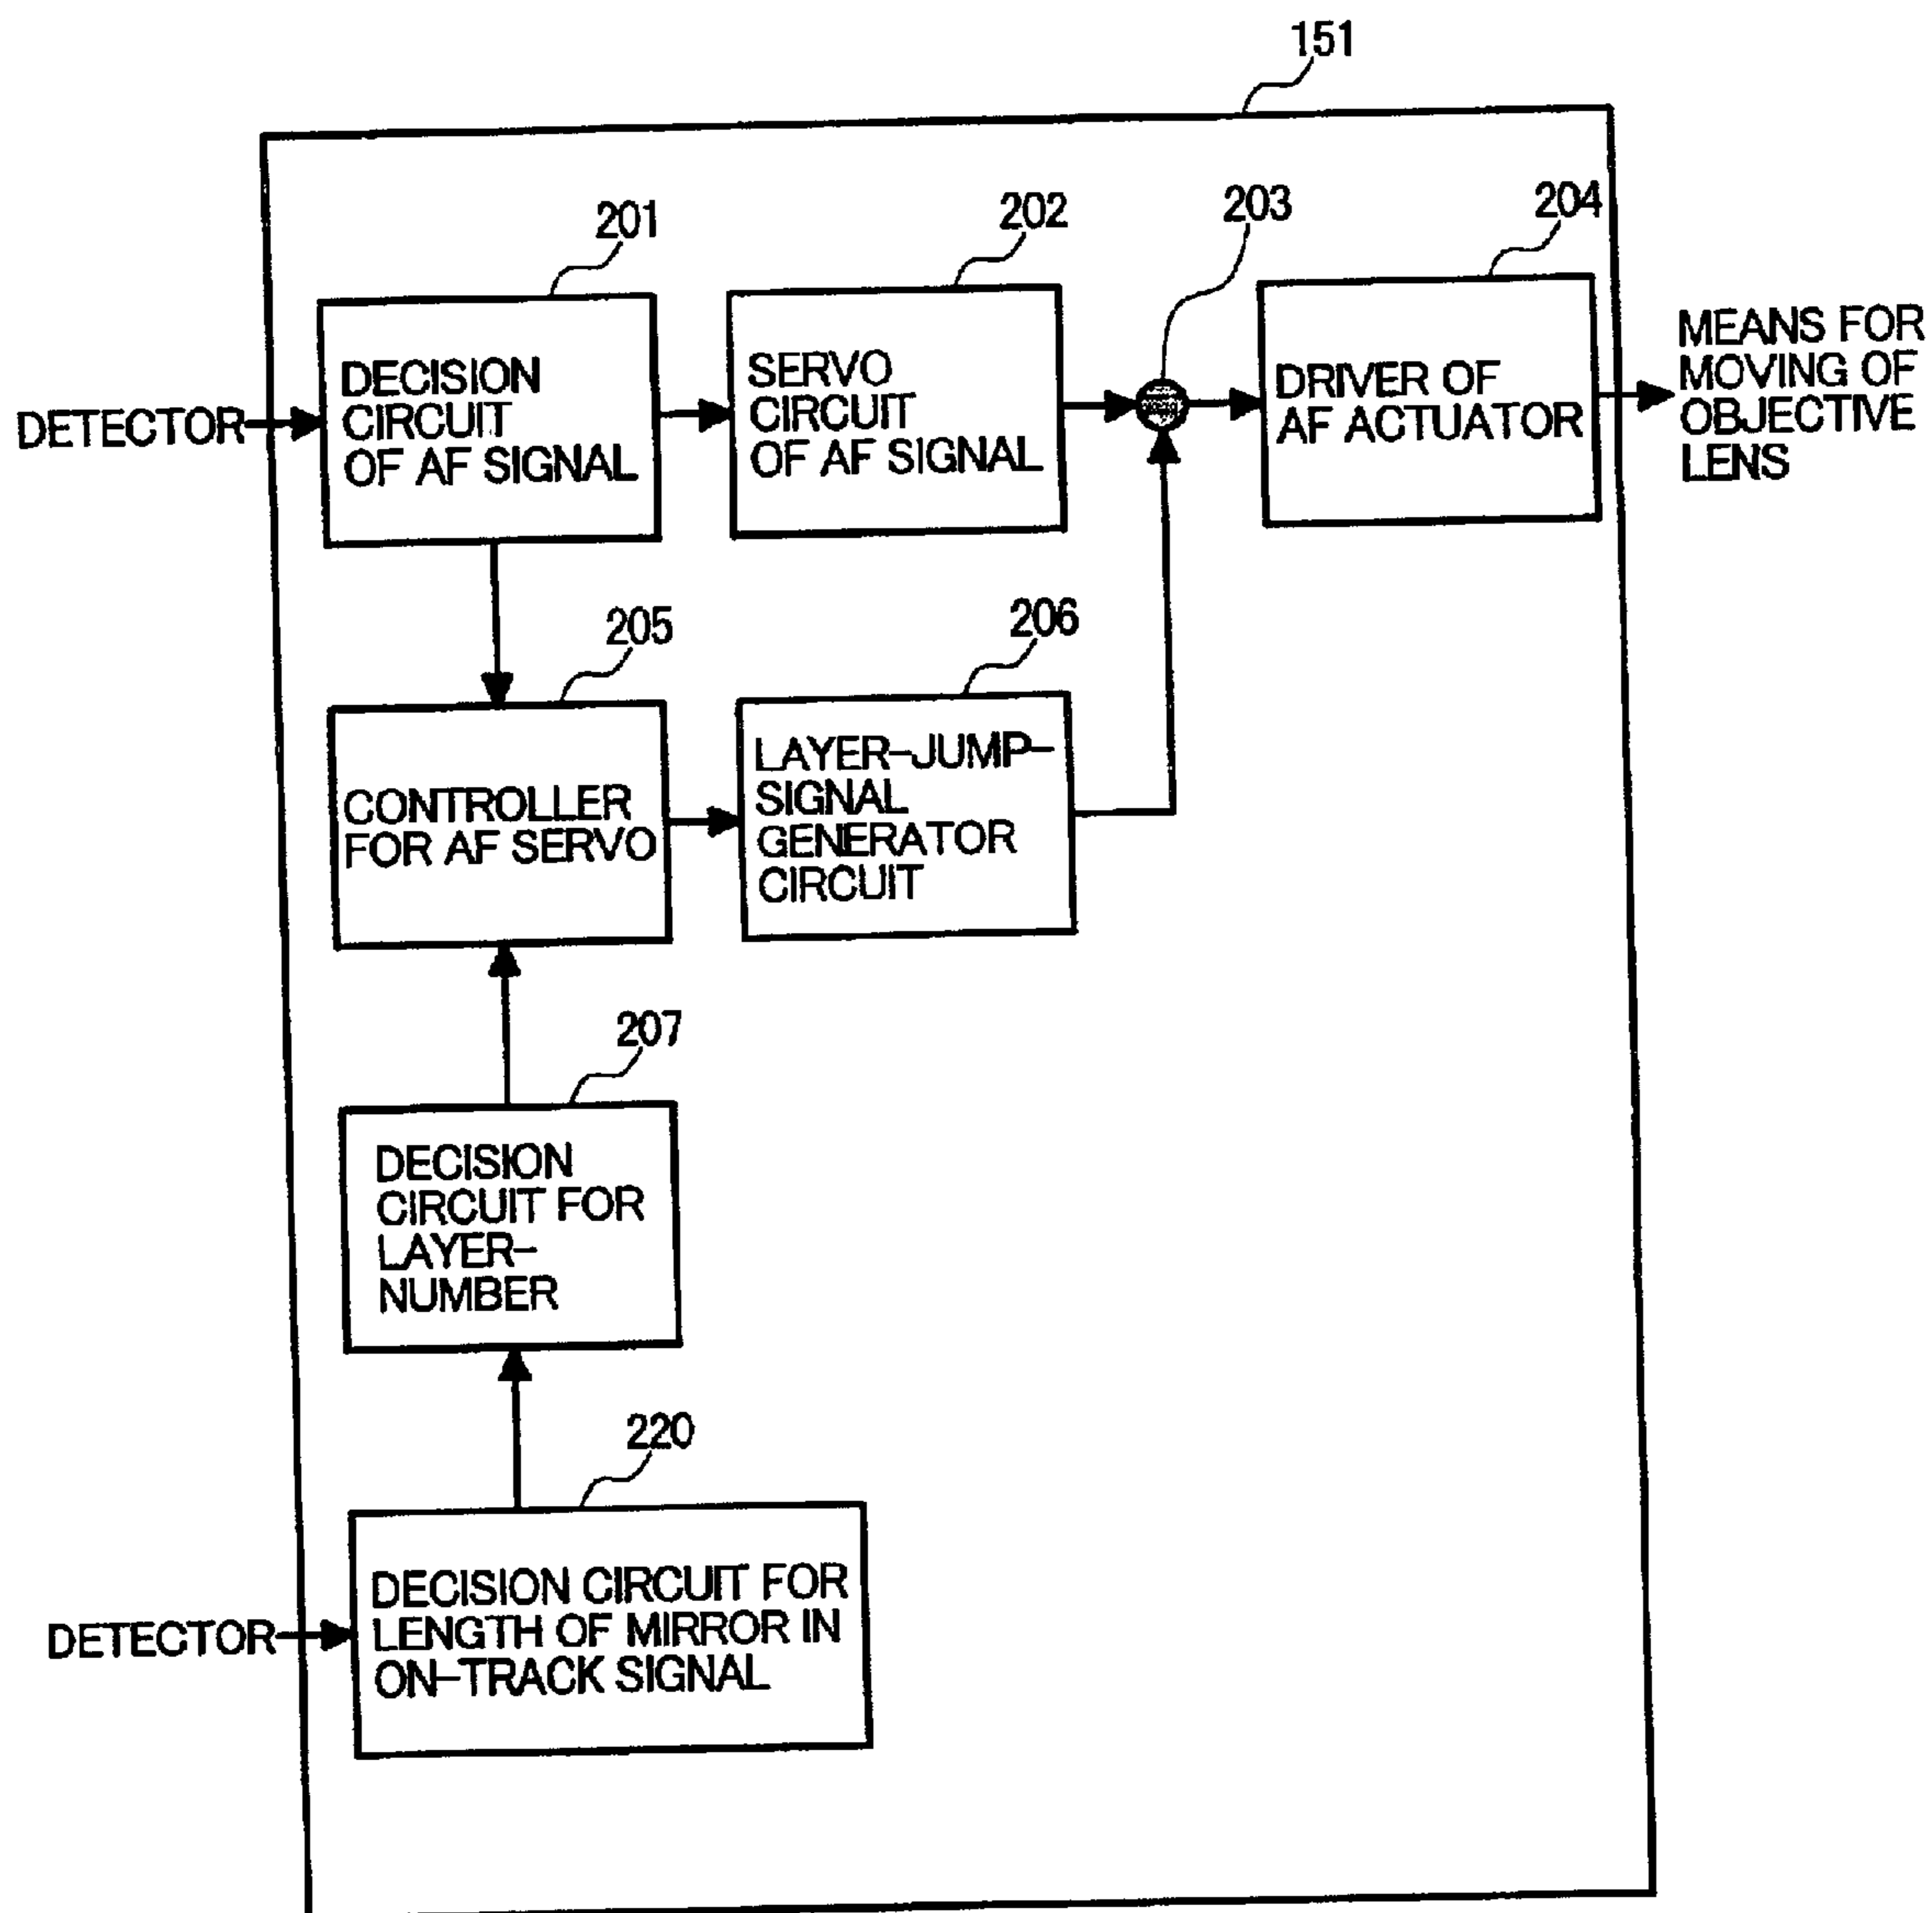 151
201
202
203
204
DETECTOR
DECISION
CIRCUIT
OF AF SIGNAL
SERVO
CIRCUIT
OF AF SIGNAL
DRIVER OF
AF ACTUATOR
MEANS FOR
MOVING OF
OBJECTIVE
LENS
205
206
CONTROLLER
FOR AF SERVO
LAYER-JUMP-
SIGNAL
GENERATOR
CIRCUIT
207
DECISION
CIRCUIT FOR
LAYER-
NUMBER
220
DETECTOR
DECISION CIRCUIT FOR
LENGTH OF MIRROR IN
ON-TRACK SIGNAL